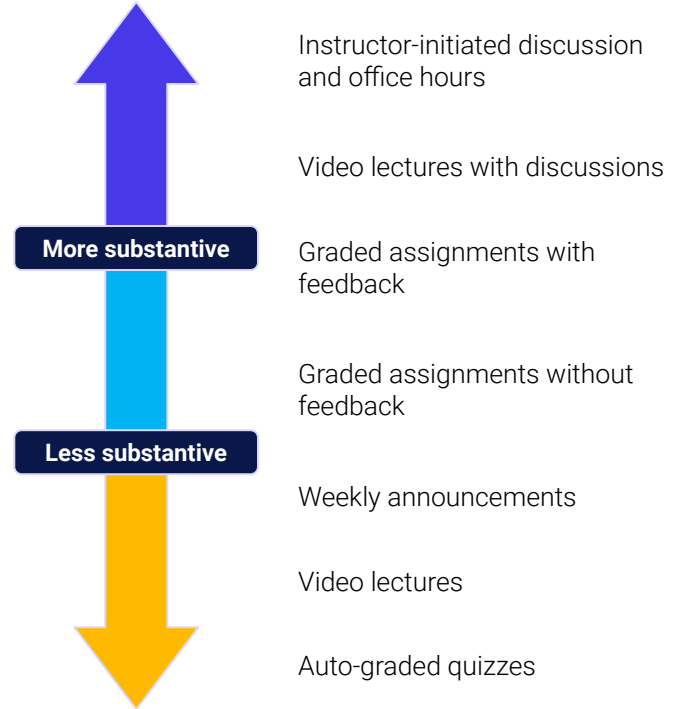 Instructor-initiated discussion
and office hours
Video lectures with discussions
More substantive
Graded assignments with
feedback
Graded assignments without
feedback
Less substantive
Weekly announcements
Video lectures
Auto-graded quizzes